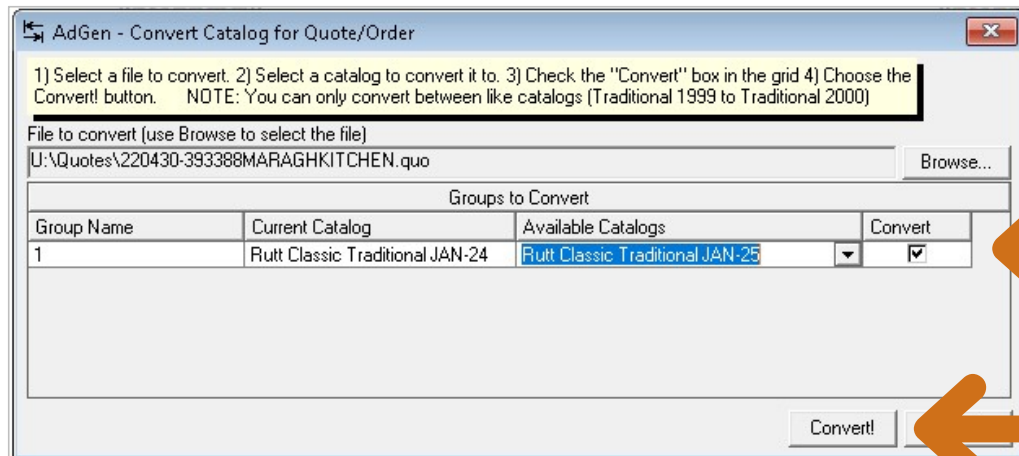 AdGen - Convert Catalog for Quote/Order
1) Select a file to convert. 2) Select a catalog to convert it to. 3) Check the "Convert" box in the grid 4) Choose the
Convert! button. NOTE: You can only convert between like catalogs (Traditional 1999 to Traditional 2000)
File to convert (use Browse to select the file)
U:\Quotes\220430-393388MARAGHKITCHEN.quo Browse...
Groups to Convert
Group Name Current Catalog Available Catalogs Convert
1 Rutt Classic Traditional JAN-24 Rutt Classic Traditional JAN-25
Convert!